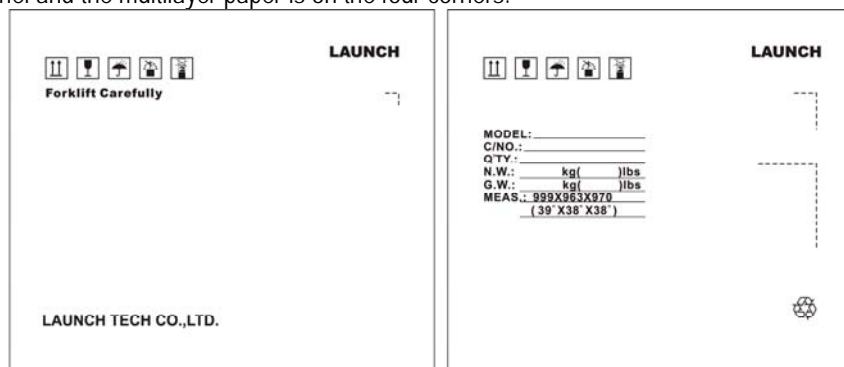 nel and the multilayer paper is on the four corners.
LAUNCH
Forklift Carefully
LAUNCH TECH CO.,LTD.
LAUNCH
MODEL:
C/NO.:
Q'TY.:
N.W.: kg( )lbs
G.W.: kg( )lbs
MEAS.: 999X963X970
(39"X38"X38")